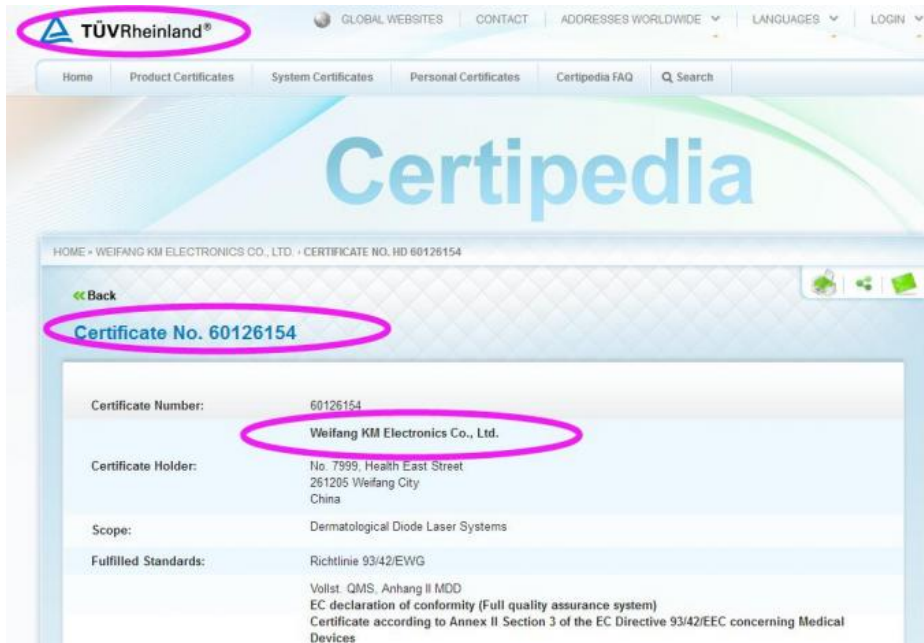 TÜVRheinland®
GLOBAL WEBSITES CONTACT ADDRESSES WORLDWIDE LANGUAGES LOGIN
Home Product Certificates System Certificates Personal Certificates Certipedia FAQ Search
Certipedia
HOME » WEIFANG KM ELECTRONICS CO., LTD. › CERTIFICATE NO. HD 60126154
«Back
Certificate No. 60126154
Certificate Number: 60126154
Weifang KM Electronics Co., Ltd.
Certificate Holder: No. 7999, Health East Street
261205 Weifang City
China
Scope: Dermatological Diode Laser Systems
Fulfilled Standards: Richtlinie 93/42/EWG
Vollst. QMS, Anhang II MDD
EC declaration of conformity (Full quality assurance system)
Certificate according to Annex II Section 3 of the EC Directive 93/42/EEC concerning Medical
Devices